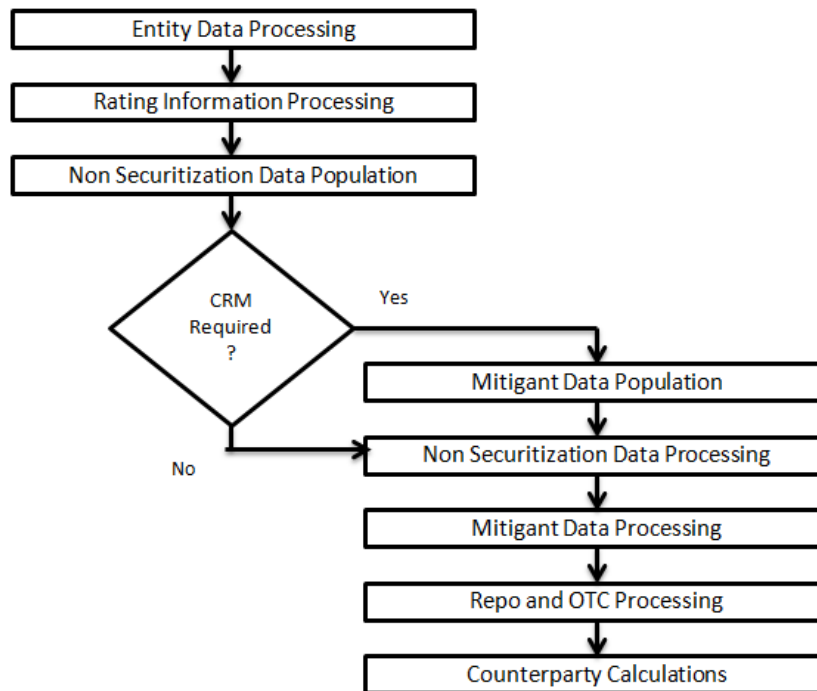 Entity Data Processing
Rating Information Processing
Non Securitization Data Population
CRM
Required
?
Yes
Mitigant Data Population
No
Non Securitization Data Processing
Mitigant Data Processing
Repo and OTC Processing
Counterparty Calculations